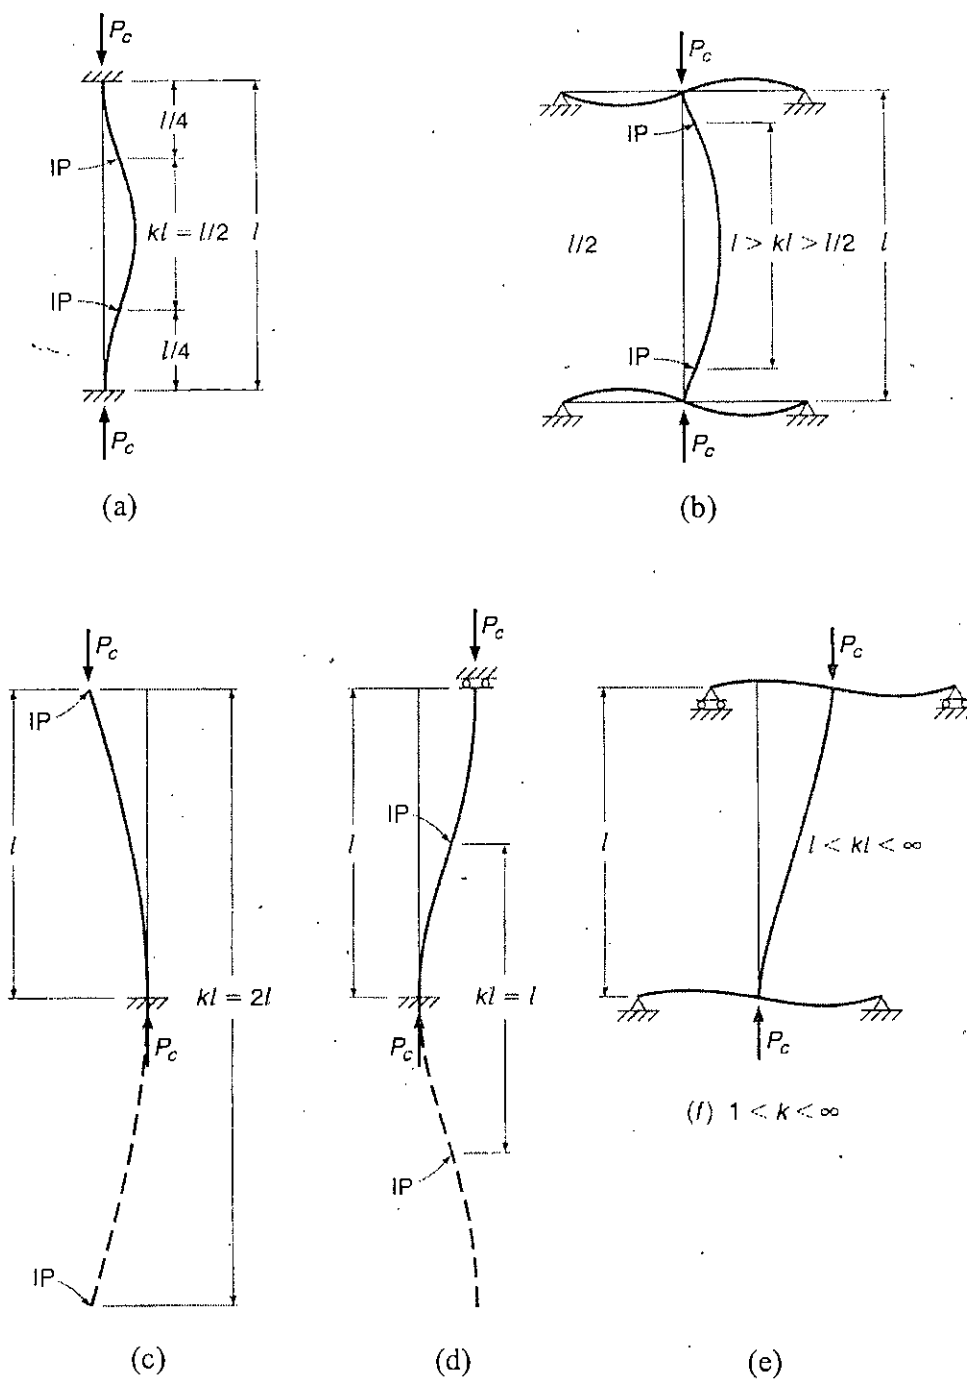 P_c
l/4
IP
kl = l/2
l
IP
l/4
P_c
(a)
P_c
IP
l/2
l > kl > l/2
l
IP
P_c
(b)
P_c
IP
l
kl = 2l
P_c
IP
(c)
P_c
IP
l
kl = l
P_c
IP
(d)
P_c
l
l < kl < ∞
P_c
(f) 1 < k < ∞
(e)